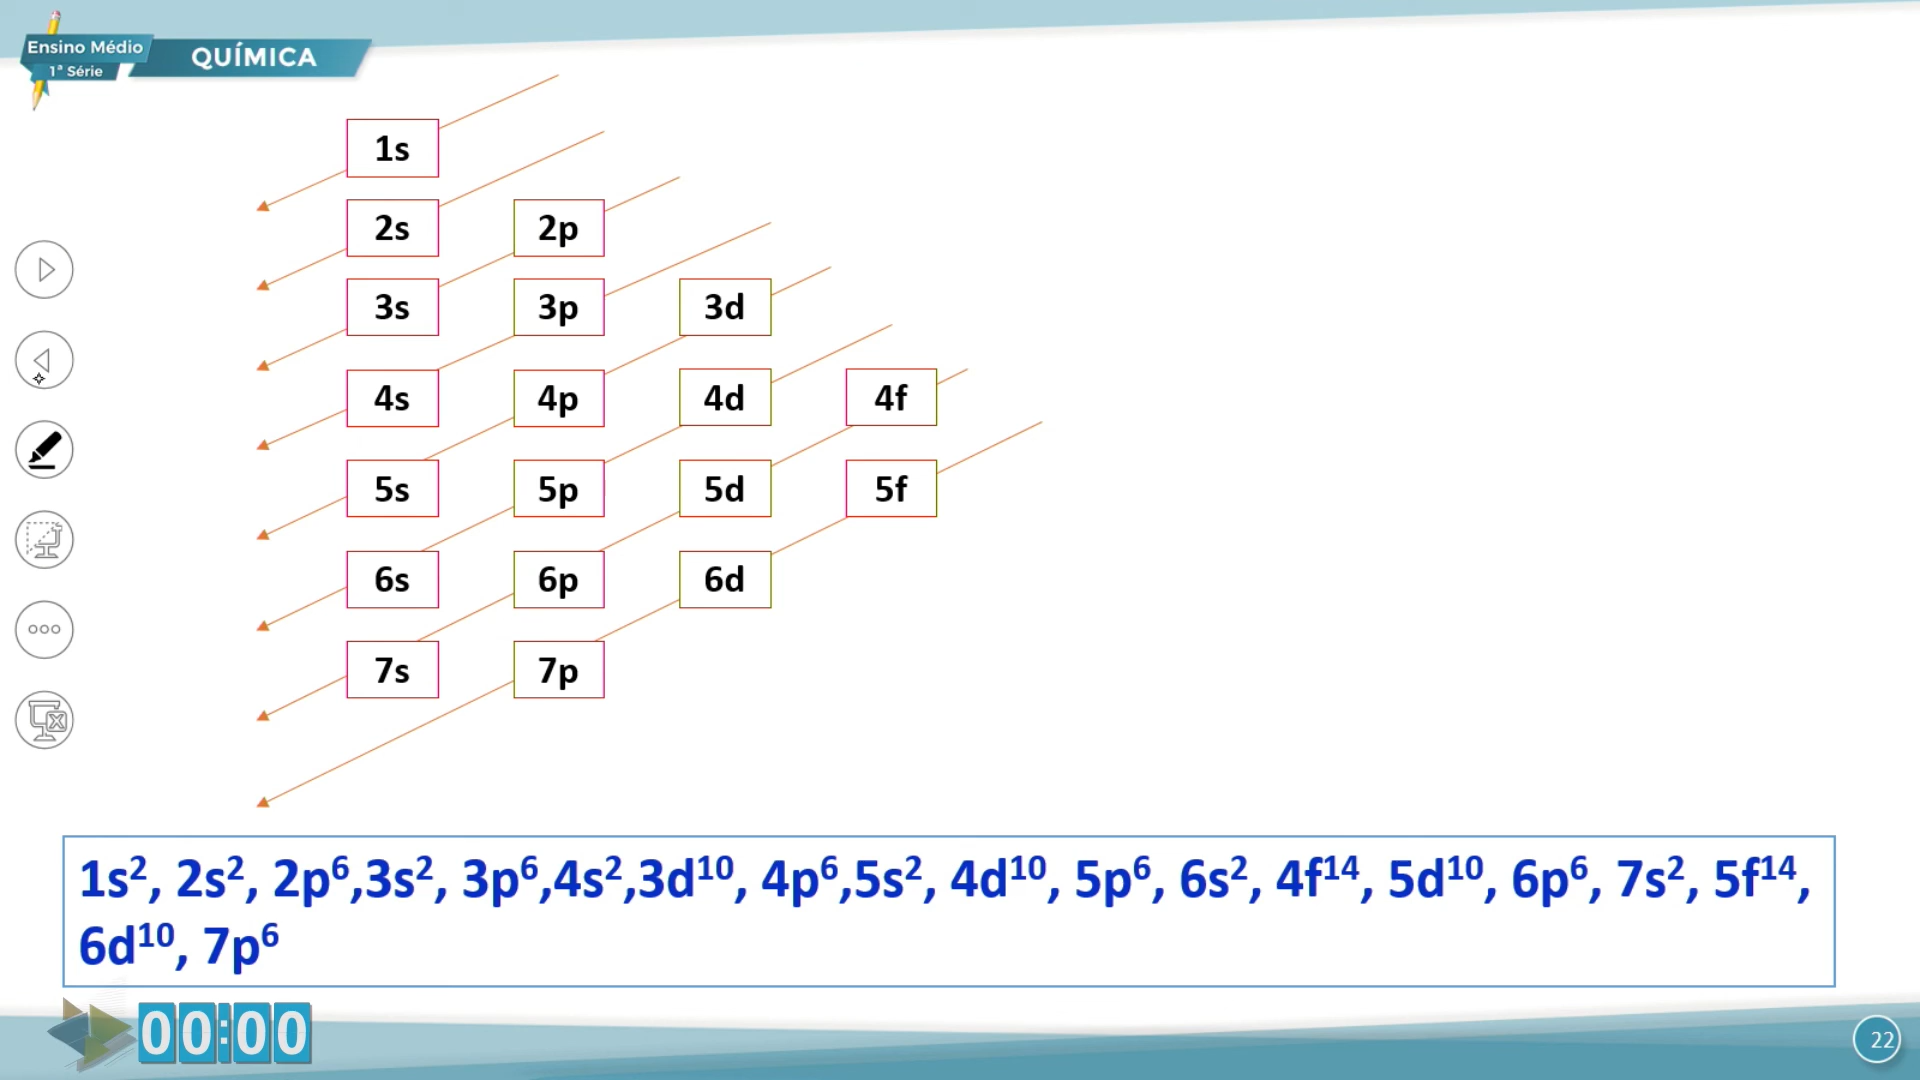 Ensino Médio
1ª Série
QUÍMICA
1s
2s 2p
3s 3p 3d
4s 4p 4d 4f
5s 5p 5d 5f
6s 6p 6d
7s 7p
1s², 2s², 2p⁶,3s², 3p⁶,4s²,3d¹⁰, 4p⁶,5s², 4d¹⁰, 5p⁶, 6s², 4f¹⁴, 5d¹⁰, 6p⁶, 7s², 5f¹⁴,
6d¹⁰, 7p⁶
00:00
22